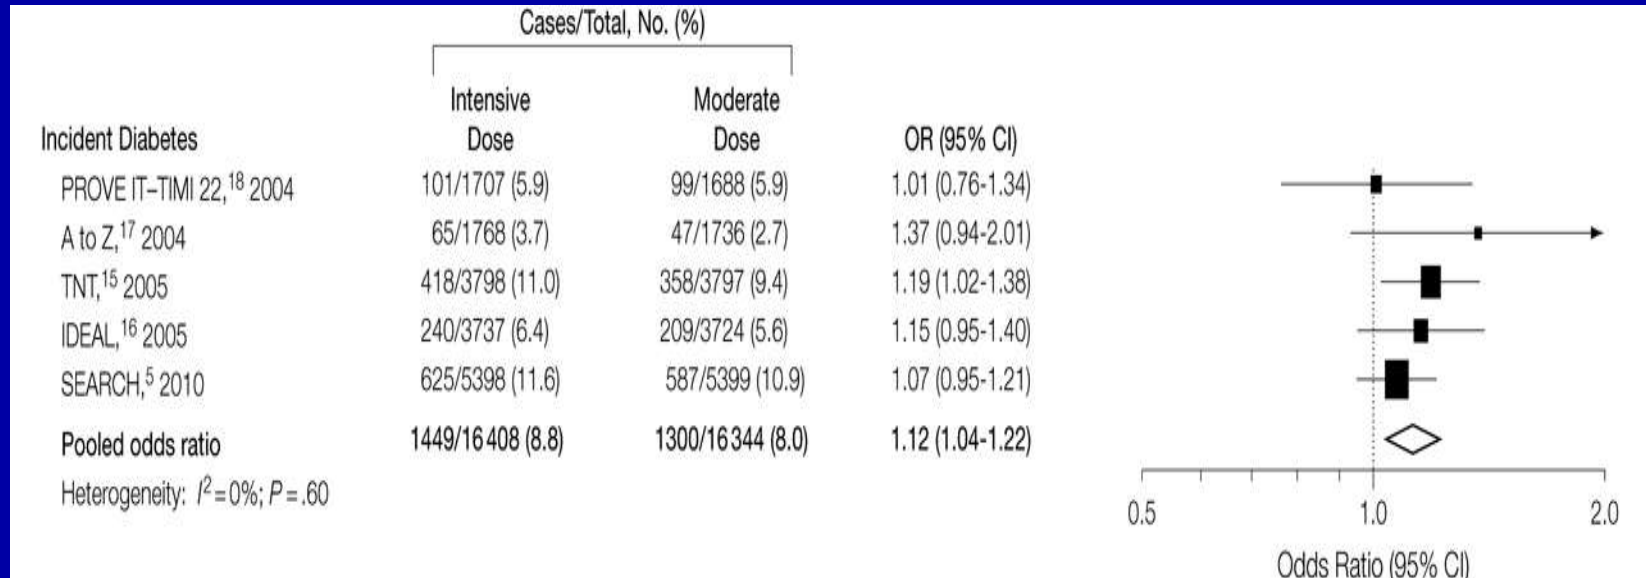 Cases/Total, No. (%)
Intensive Dose Moderate Dose
Incident Diabetes OR (95% CI)
PROVE IT–TIMI 22,18 2004 101/1707 (5.9) 99/1688 (5.9) 1.01 (0.76-1.34)
A to Z,17 2004 65/1768 (3.7) 47/1736 (2.7) 1.37 (0.94-2.01)
TNT,15 2005 418/3798 (11.0) 358/3797 (9.4) 1.19 (1.02-1.38)
IDEAL,16 2005 240/3737 (6.4) 209/3724 (5.6) 1.15 (0.95-1.40)
SEARCH,5 2010 625/5398 (11.6) 587/5399 (10.9) 1.07 (0.95-1.21)
Pooled odds ratio 1449/16 408 (8.8) 1300/16 344 (8.0) 1.12 (1.04-1.22)
Heterogeneity: I2=0%; P=.60
0.5 1.0 2.0
Odds Ratio (95% CI)